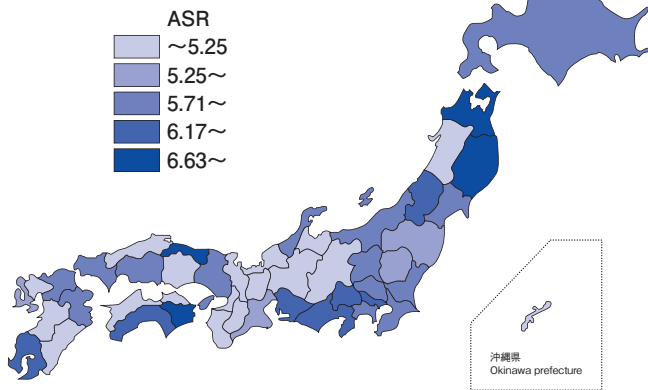 ASR
～5.25
5.25～
5.71～
6.17～
6.63～
沖縄県
Okinawa prefecture